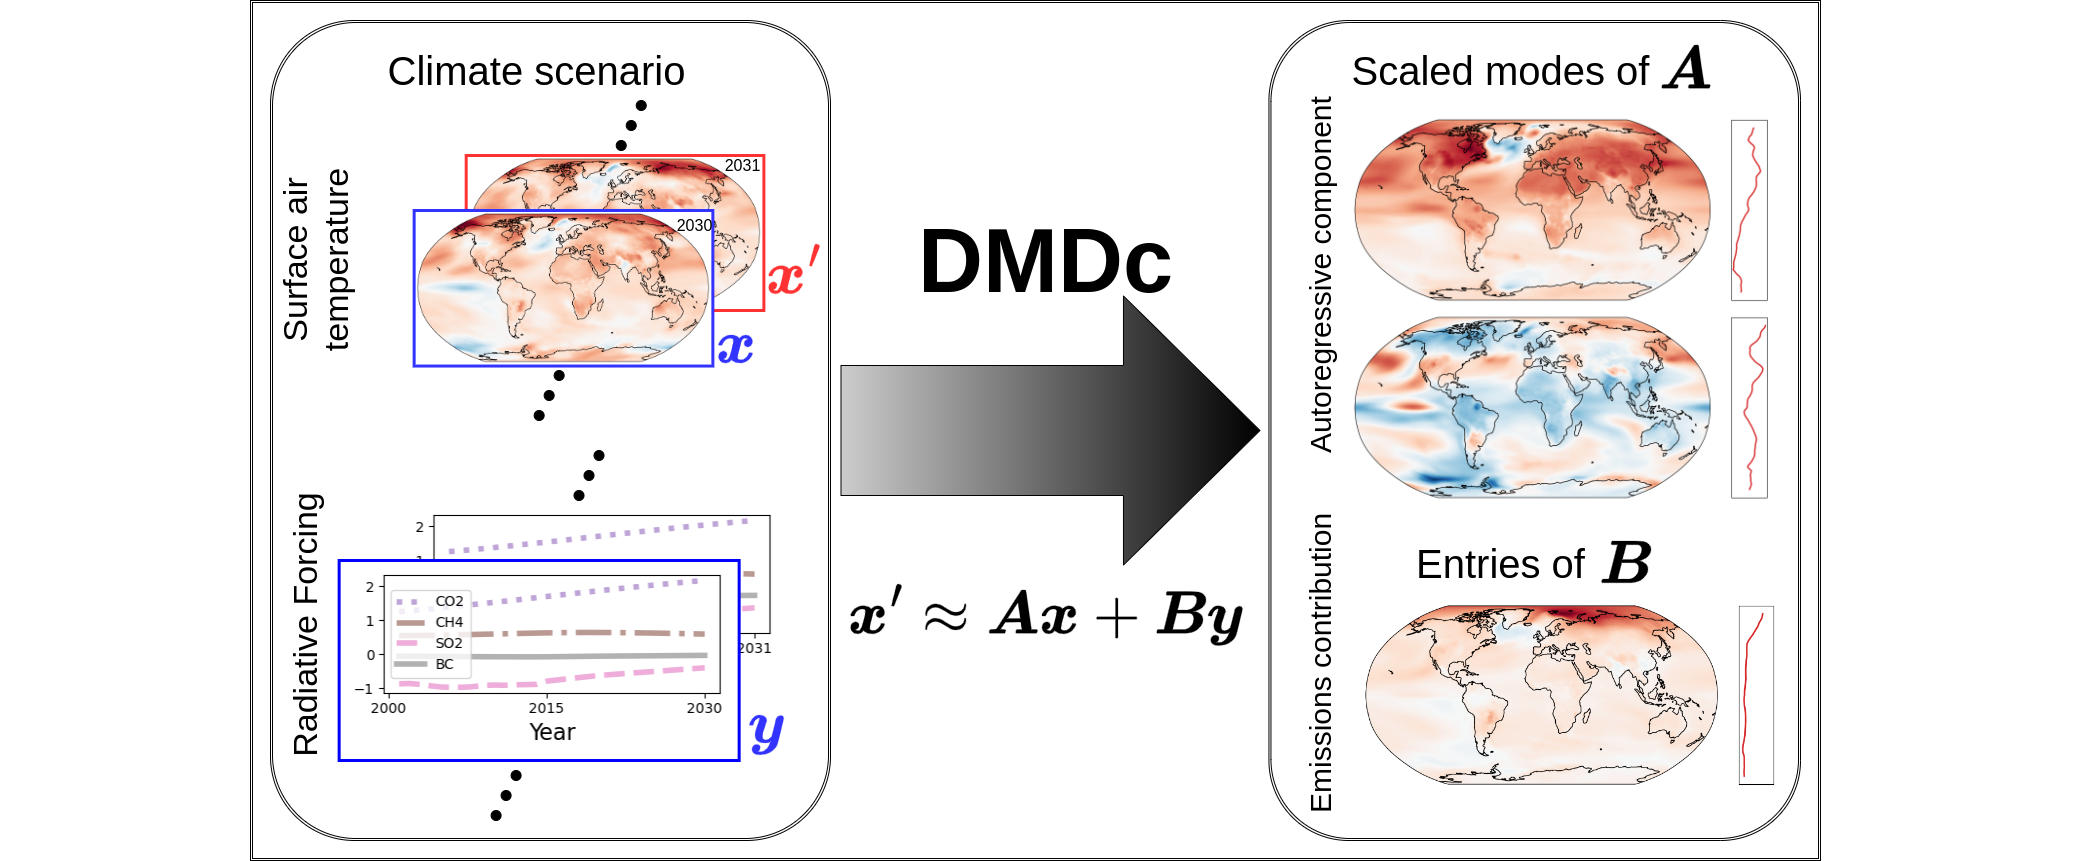 Climate scenario
Surface air
temperature
2031
2030
x′
x
Radiative Forcing
2
1
2031
2
1
0
−1
CO2
CH4
SO2
BC
2000
2015
2030
Year
y
DMDc
x′ ≈ Ax + By
Scaled modes of A
Autoregressive component
Entries of B
Emissions contribution